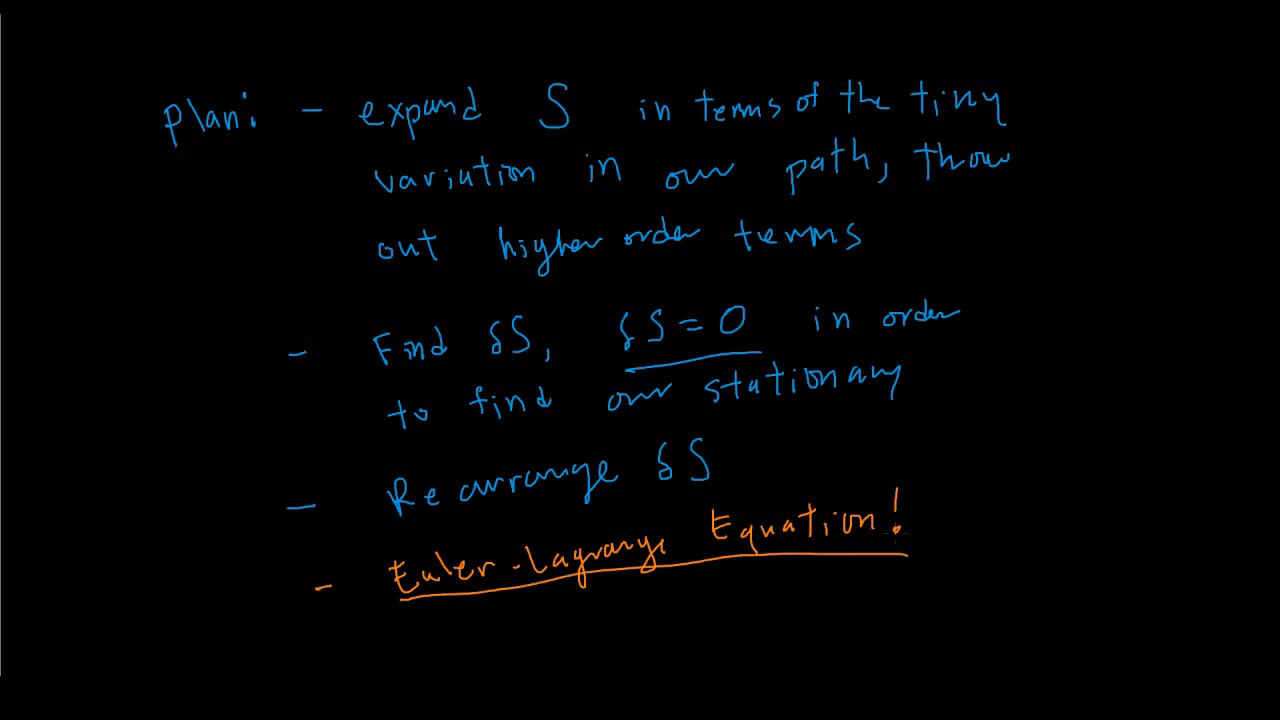 Plan: - expand S in terms of the tiny
variation in our path, throw
out higher order terms
- Find δS, δS = 0 in order
to find our stationary
- Rearrange δS
- Euler-Lagrange Equation!